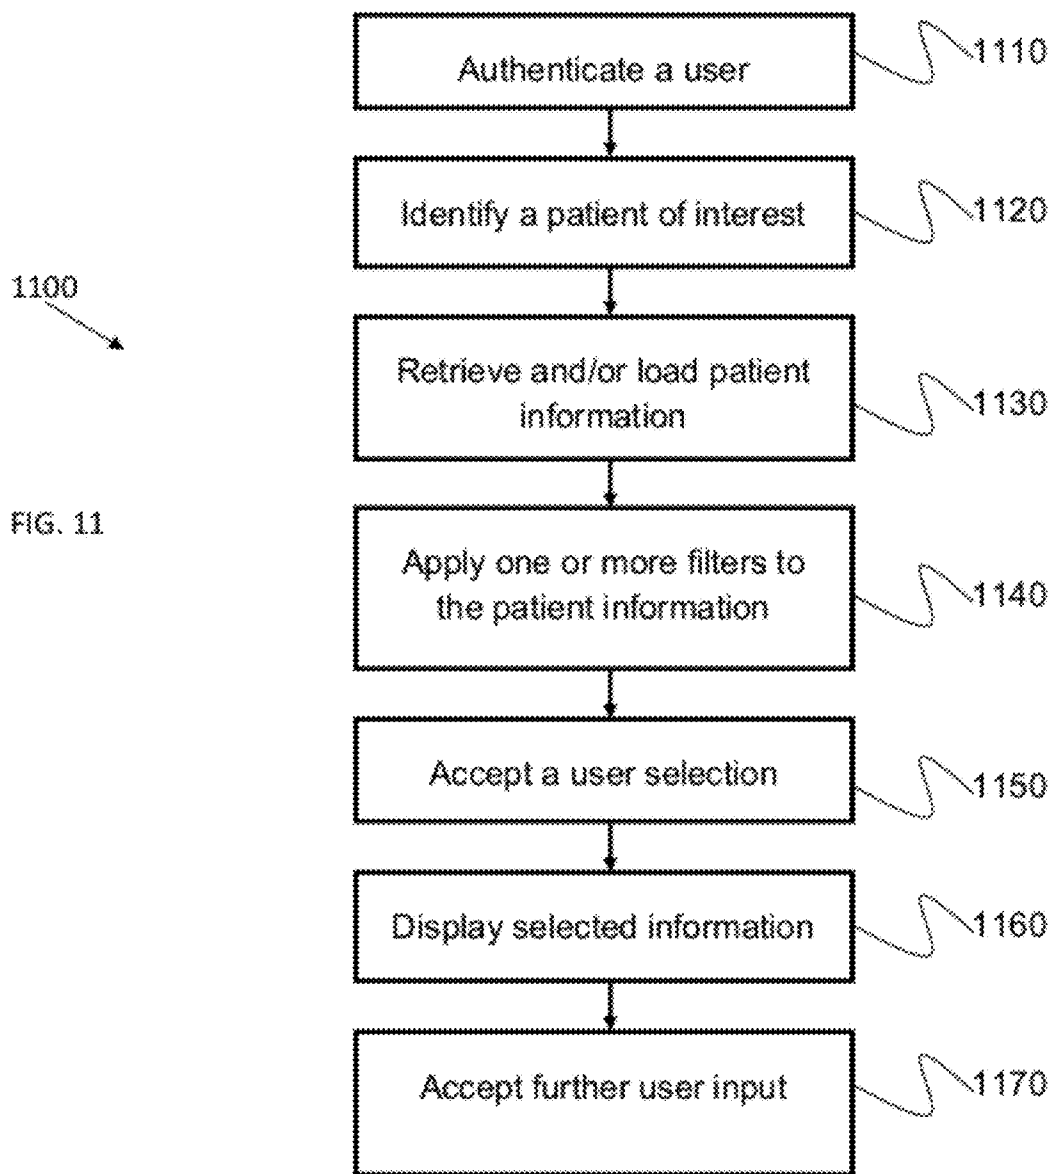 Authenticate a user
1110
Identify a patient of interest
1120
1100
Retrieve and/or load patient
information
1130
FIG. 11
Apply one or more filters to
the patient information
1140
Accept a user selection
1150
Display selected information
1160
Accept further user input
1170